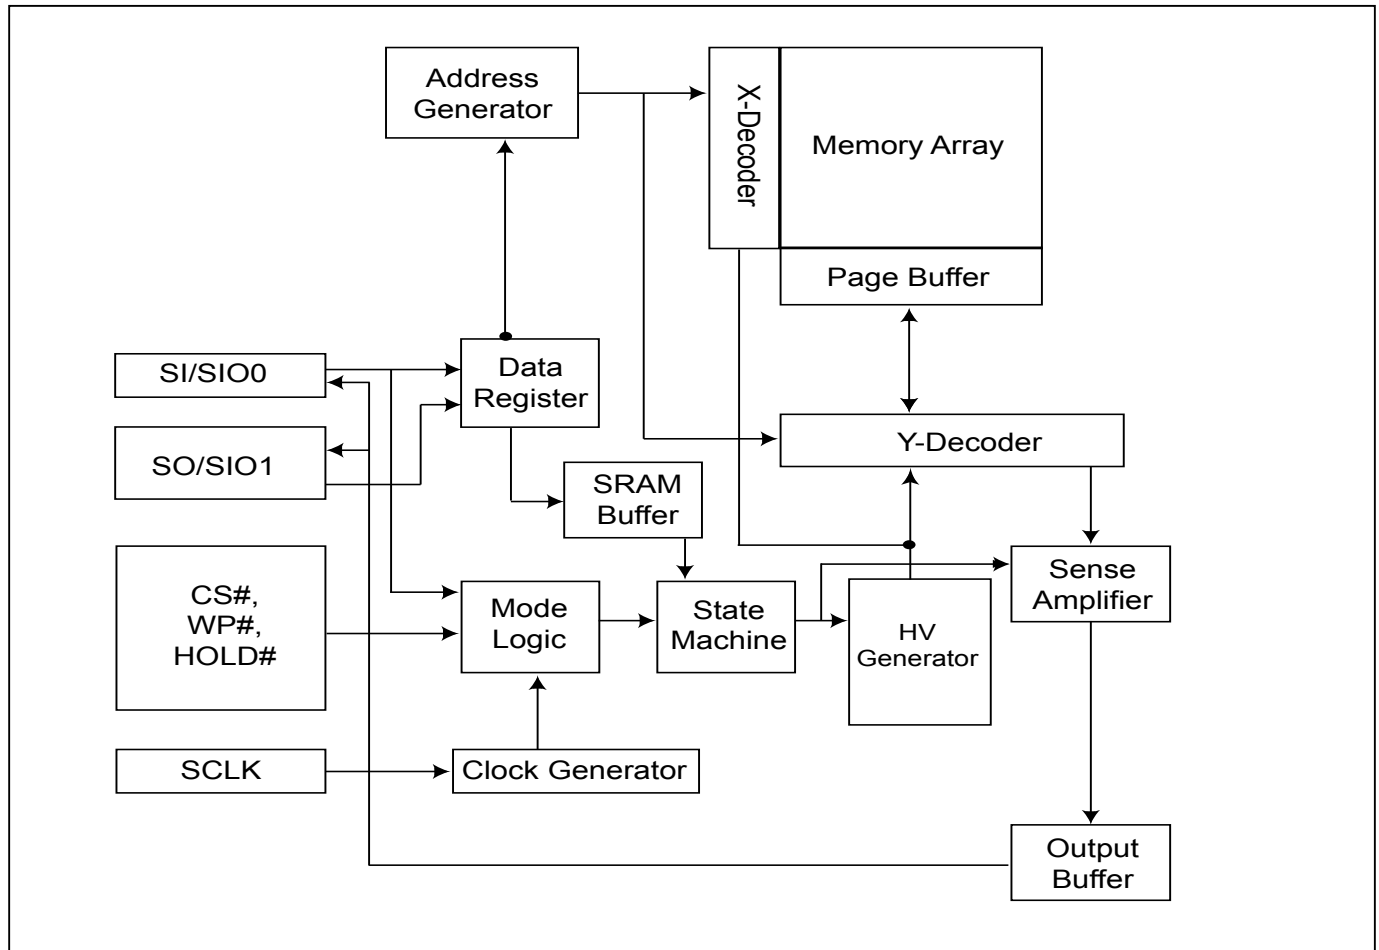 Address
Generator
X-Decoder
Memory Array
Page Buffer
SI/SIO0
Data
Register
SO/SIO1
Y-Decoder
SRAM
Buffer
CS#,
WP#,
HOLD#
Mode
Logic
State
Machine
HV
Generator
Sense
Amplifier
SCLK
Clock Generator
Output
Buffer